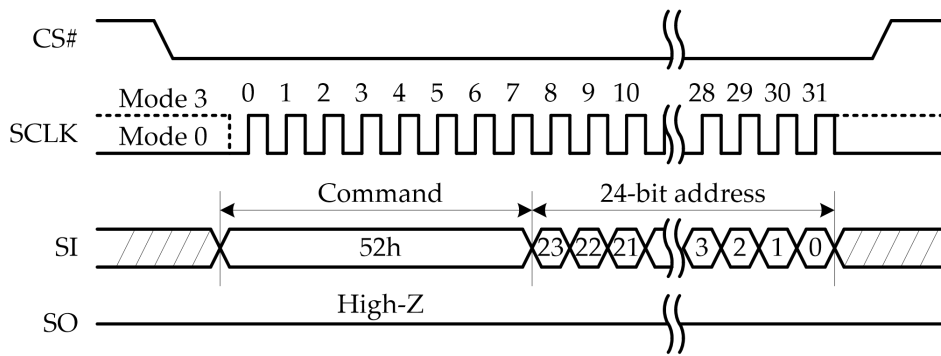 CS#
Mode 3 0 1 2 3 4 5 6 7 8 9 10 28 29 30 31
SCLK Mode 0
Command 24-bit address
SI 52h 23 22 21 3 2 1 0
High-Z
SO